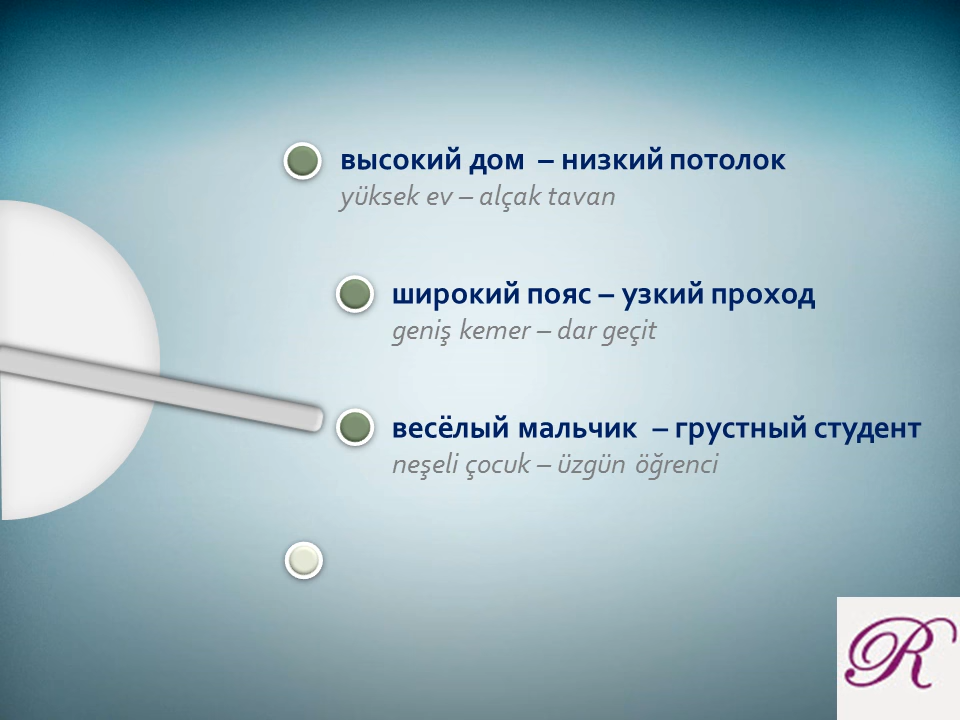 высокий дом – низкий потолок
yüksek ev – alçak tavan
широкий пояс – узкий проход
geniş kemer – dar geçit
весёлый мальчик – грустный студент
neşeli çocuk – üzgün öğrenci
R